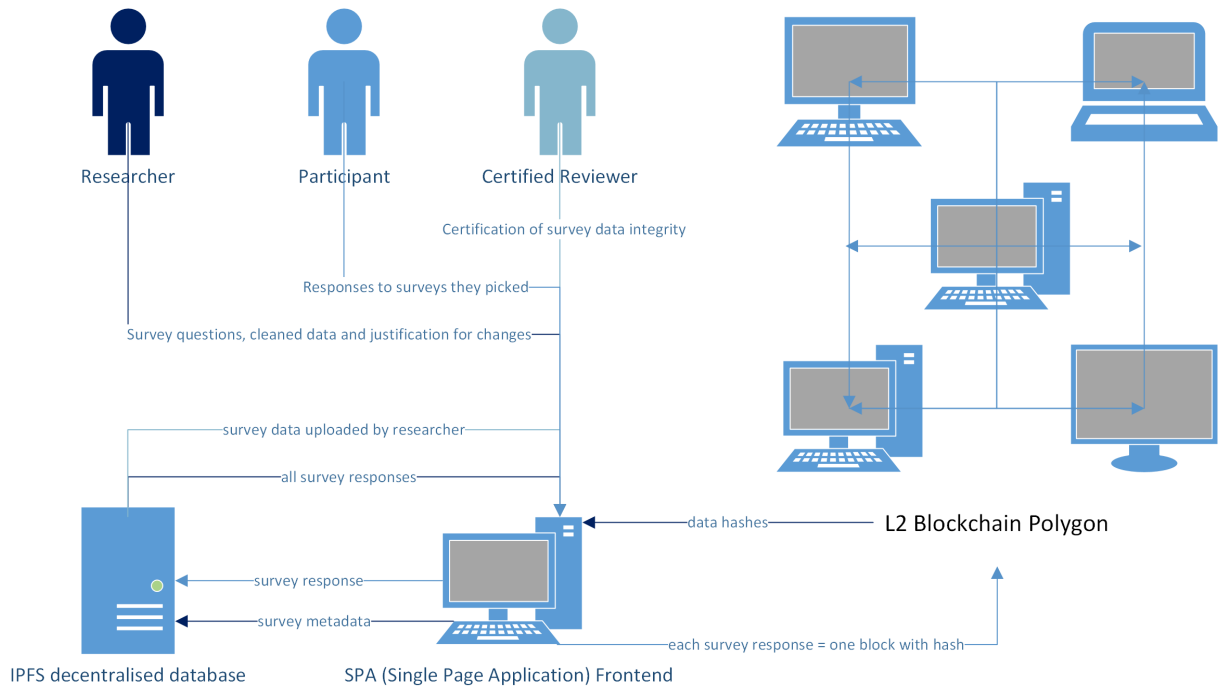 Researcher
Participant
Certified Reviewer
Certification of survey data integrity
Responses to surveys they picked
Survey questions, cleaned data and justification for changes
survey data uploaded by researcher
all survey responses
data hashes
L2 Blockchain Polygon
survey response
survey metadata
each survey response = one block with hash
IPFS decentralised database
SPA (Single Page Application) Frontend